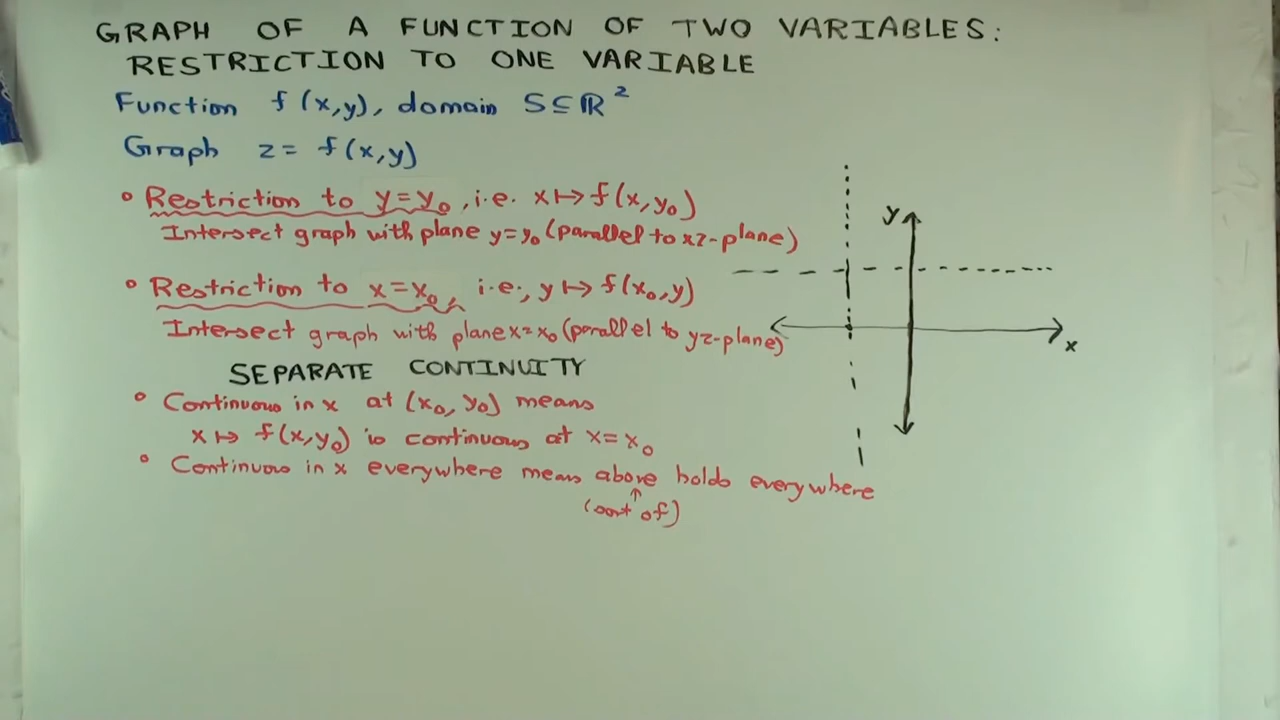 GRAPH OF A FUNCTION OF TWO VARIABLES:
RESTRICTION TO ONE VARIABLE
Function f(x,y), domain S⊆ℝ²
Graph z = f(x,y)
• Restriction to y=y₀, i.e. x↦f(x,y₀)
Intersect graph with plane y=y₀ (parallel to xz-plane)
• Restriction to x=x₀, i.e., y↦f(x₀,y)
Intersect graph with plane x=x₀ (parallel to yz-plane)
SEPARATE CONTINUITY
• Continuous in x at (x₀, y₀) means
x↦ f(x,y₀) is continuous at x=x₀
• Continuous in x everywhere means above holds everywhere
↑
(sort of)
y
x